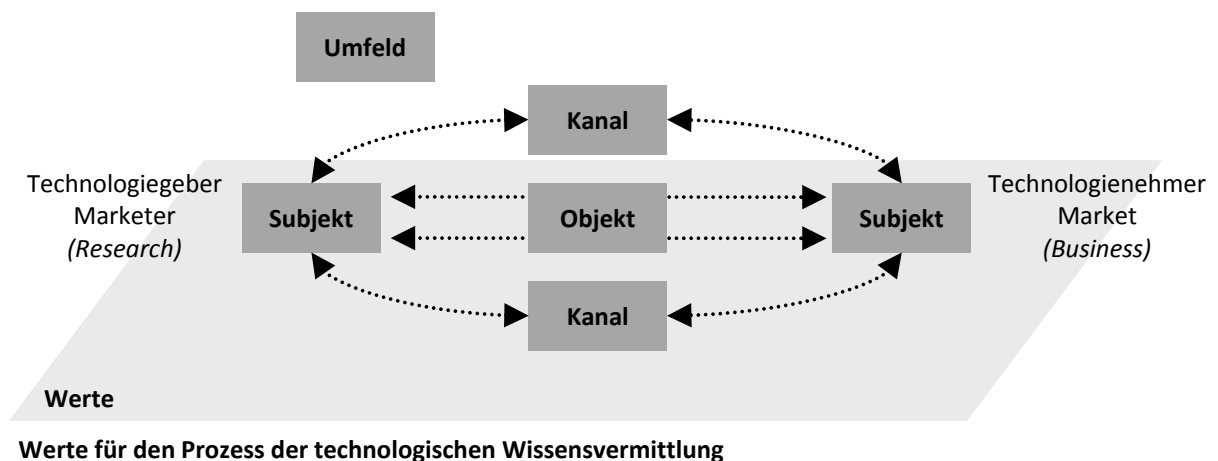 Umfeld
Kanal
Technologiegeber
Marketer
(Research)
Subjekt
Objekt
Subjekt
Technologienehmer
Market
(Business)
Kanal
Werte
Werte für den Prozess der technologischen Wissensvermittlung